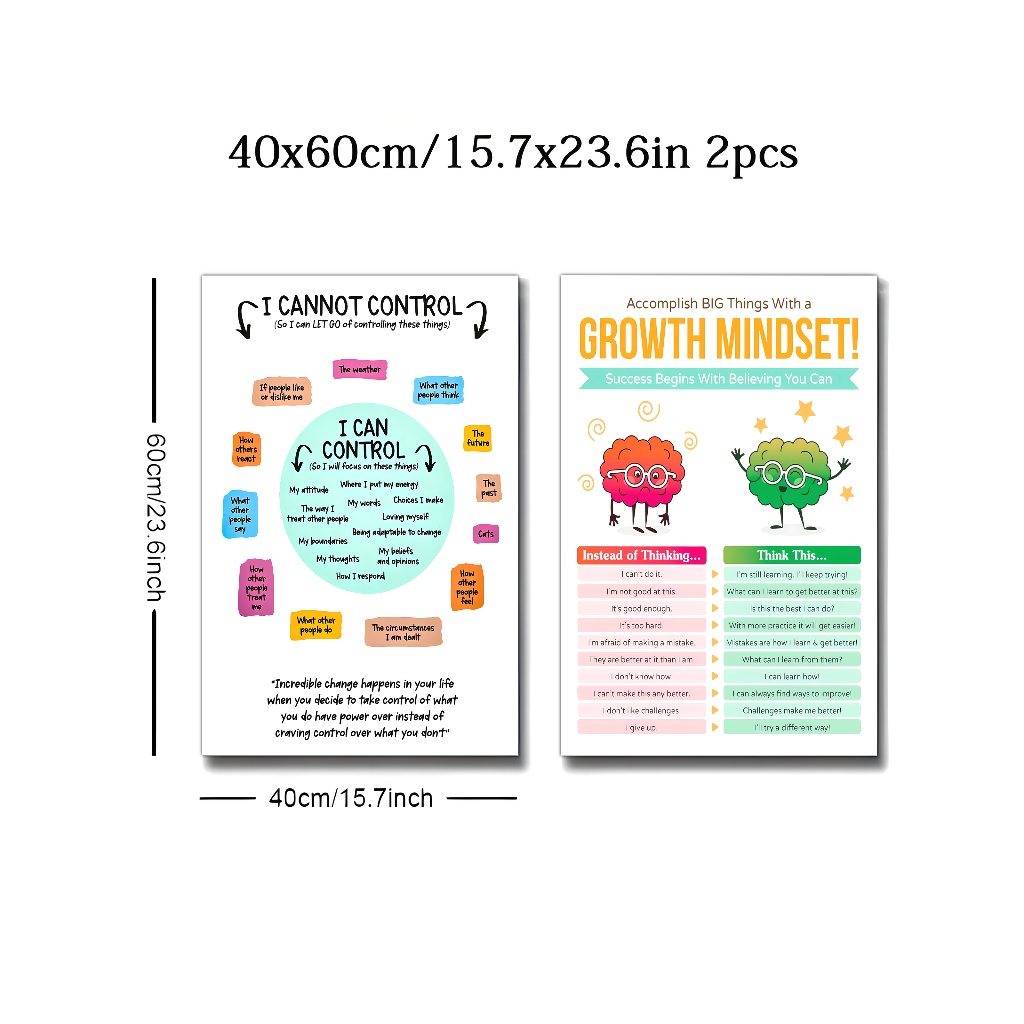 40x60cm/15.7x23.6in 2pcs
60cm/23.6inch
40cm/15.7inch
I CANNOT CONTROL
(So I can LET GO of controlling these things)
The weather
If people like
or dislike me
What other
people think
How
others
react
The
future
What
other
people
say
The
past
Cats
How
other
people
treat
me
How
other
people
feel
What other
people do
The circumstances
I am dealt
I CAN
CONTROL
(So I will focus on these things)
My attitude
Where I put my energy
My words
Choices I make
The way I
treat other people
Loving myself
Being adaptable to change
My boundaries
My thoughts
My beliefs
and opinions
How I respond
"Incredible change happens in your life
when you decide to take control of what
you do have power over instead of
craving control over what you don't"
Accomplish BIG Things With a
GROWTH MINDSET!
Success Begins With Believing You Can
Instead of Thinking... Think This...
I can't do it. I'm still learning. I'll keep trying!
I'm not good at this. What can I learn to get better at this?
It's good enough. Is this the best I can do?
It's too hard. With more practice it will get easier!
I'm afraid of making a mistake. Mistakes are how I learn & get better!
They are better at it than I am. What can I learn from them?
I don't know how. I can learn how!
I can't make this any better. I can always find ways to improve!
I don't like challenges. Challenges make me better!
I give up. I'll try a different way!